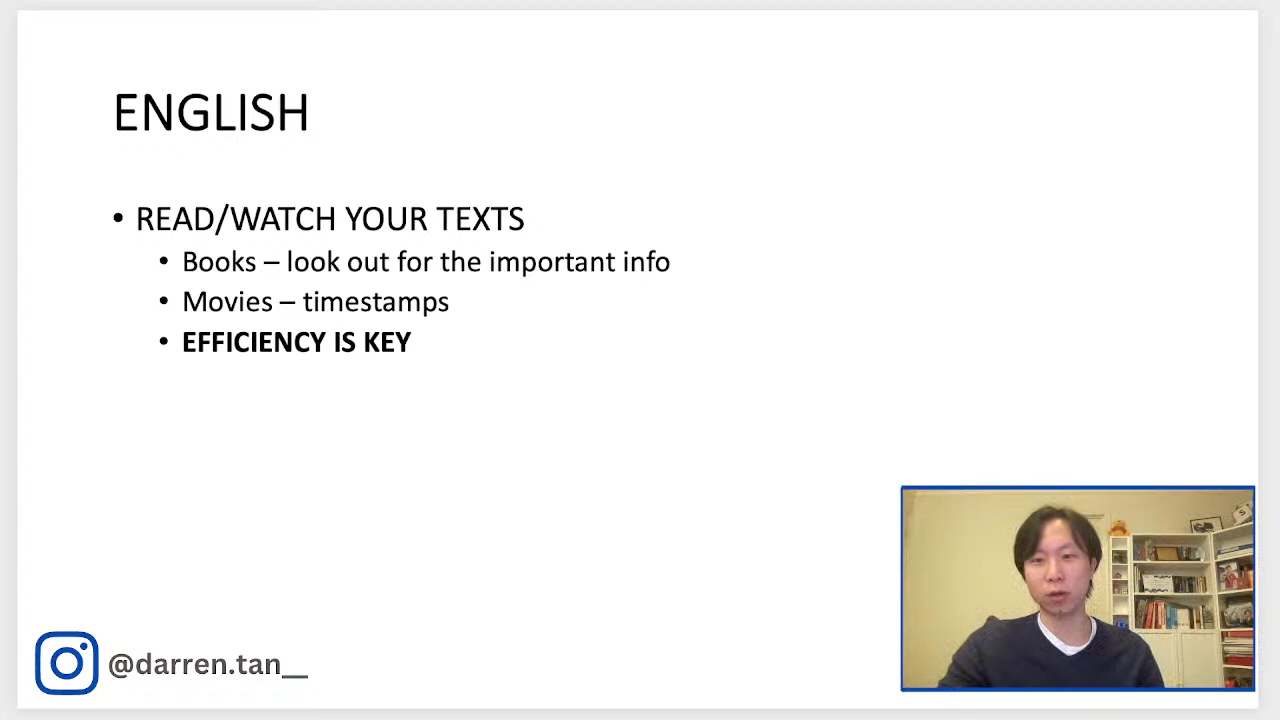 ENGLISH
• READ/WATCH YOUR TEXTS
• Books – look out for the important info
• Movies – timestamps
• EFFICIENCY IS KEY
@darren.tan__